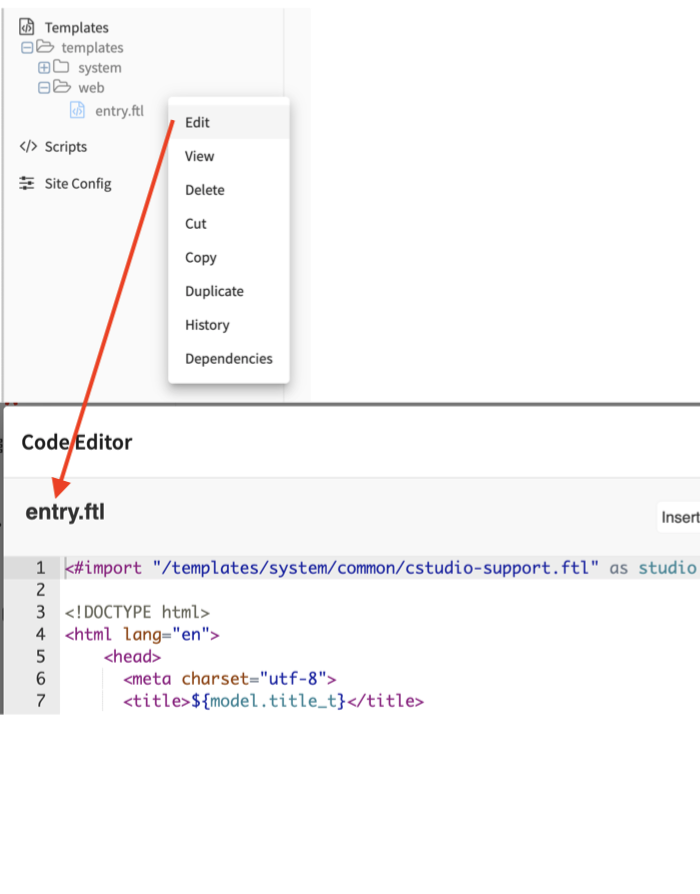 Templates
templates
system
web
entry.ftl
Scripts
Site Config
Edit
View
Delete
Cut
Copy
Duplicate
History
Dependencies
Code Editor
entry.ftl
Insert
1 <#import "/templates/system/common/cstudio-support.ftl" as studio
2
3 <!DOCTYPE html>
4 <html lang="en">
5 <head>
6 <meta charset="utf-8">
7 <title>${model.title_t}</title>